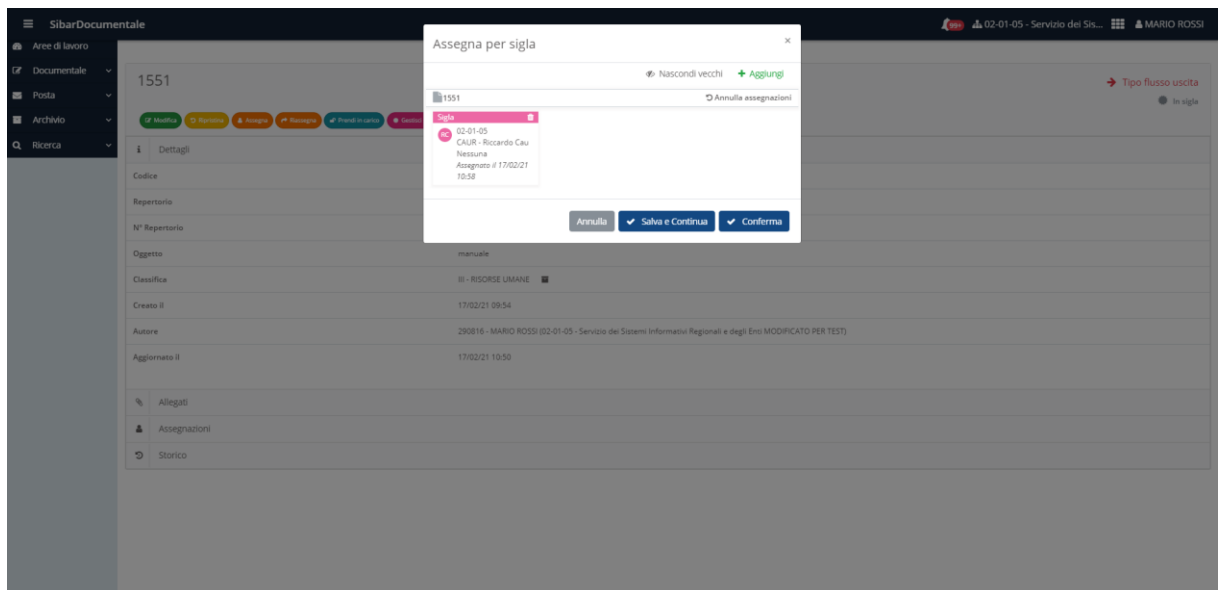 SibarDocumentale
99+
02-01-05 - Servizio dei Sis...
MARIO ROSSI
Aree di lavoro
Documentale
Posta
Archivio
Ricerca
1551
Tipo flusso uscita
In sigla
Modifica
Ripristina
Assegna
Riassegna
Prendi in carico
Gestisci
Dettagli
Codice
Repertorio
N° Repertorio
Oggetto
manuale
Classifica
III - RISORSE UMANE
Creato il
17/02/21 09:54
Autore
290816 - MARIO ROSSI (02-01-05 - Servizio dei Sistemi Informativi Regionali e degli Enti MODIFICATO PER TEST)
Aggiornato il
17/02/21 10:50
Allegati
Assegnazioni
Storico
Assegna per sigla
×
Nascondi vecchi
Aggiungi
1551
Annulla assegnazioni
Sigla
RC
02-01-05
CAUR - Riccardo Cau
Nessuna
Assegnato il 17/02/21
10:58
Annulla
Salva e Continua
Conferma